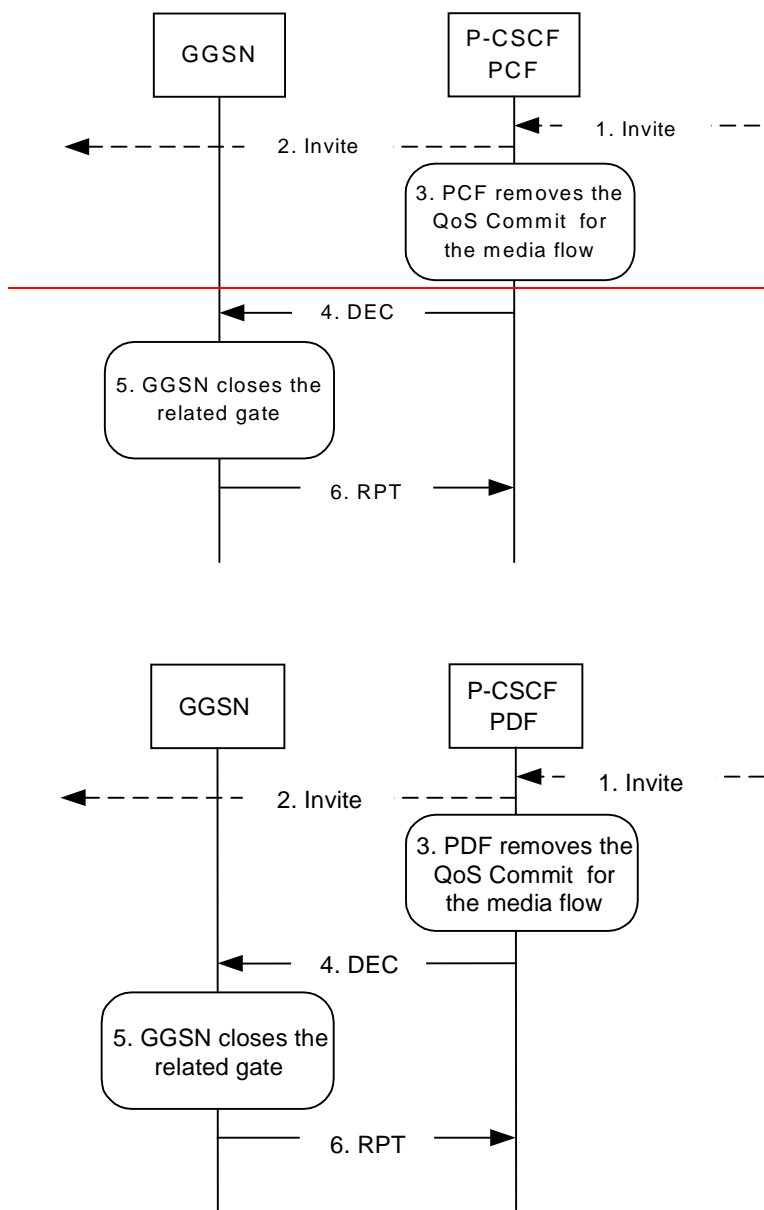 GGSN
P-CSCF
PCF
1. Invite
2. Invite
3. PCF removes the
QoS Commit for
the media flow
4. DEC
5. GGSN closes the
related gate
6. RPT
GGSN
P-CSCF
PDF
1. Invite
2. Invite
3. PDF removes the
QoS Commit for
the media flow
4. DEC
5. GGSN closes the
related gate
6. RPT